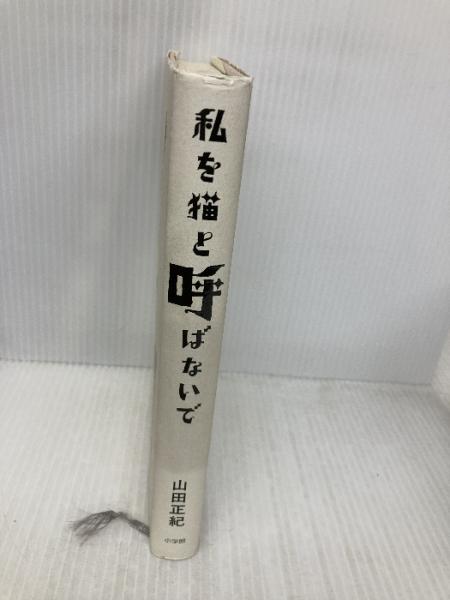 私を猫と呼ばないで
山田正紀
小学館